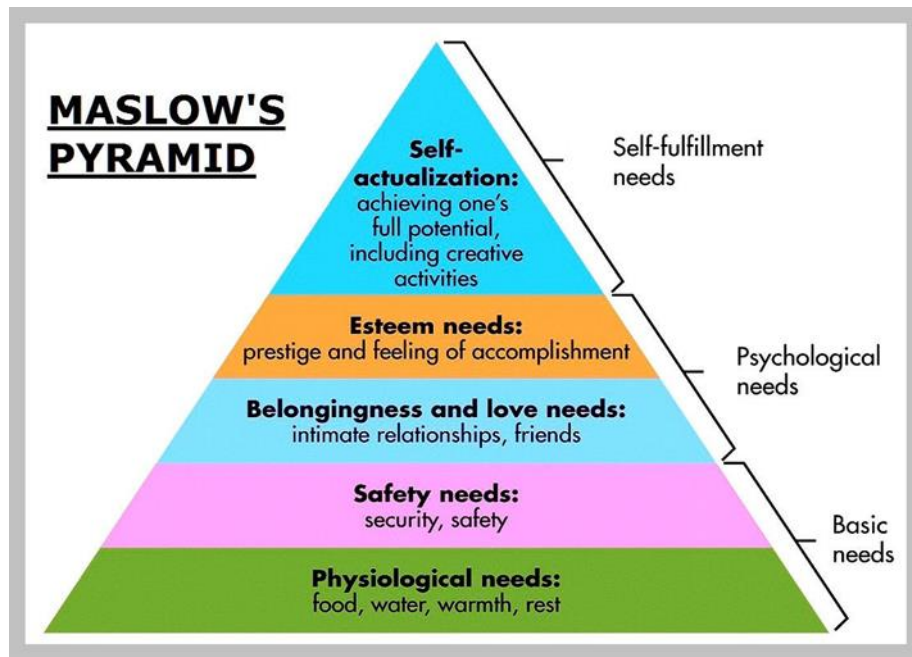 MASLOW'S
PYRAMID
Self-
actualization:
achieving one's
full potential,
including creative
activities
Self-fulfillment
needs
Esteem needs:
prestige and feeling of accomplishment
Psychological
needs
Belongingness and love needs:
intimate relationships, friends
Safety needs:
security, safety
Basic
needs
Physiological needs:
food, water, warmth, rest